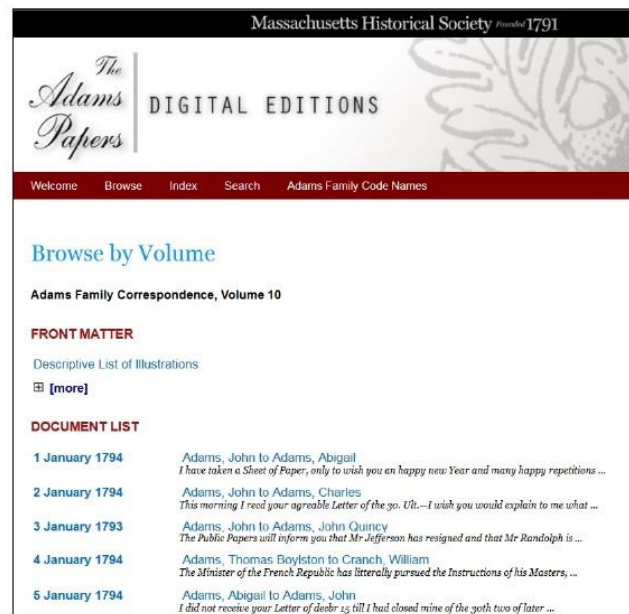 Massachusetts Historical Society Founded 1791
The
Adams
Papers
DIGITAL EDITIONS
Welcome Browse Index Search Adams Family Code Names
Browse by Volume
Adams Family Correspondence, Volume 10
FRONT MATTER
Descriptive List of Illustrations
[more]
DOCUMENT LIST
1 January 1794 Adams, John to Adams, Abigail
I have taken a Sheet of Paper, only to wish you an happy new Year and many happy repetitions ...
2 January 1794 Adams, John to Adams, Charles
This morning I recd your agreable Letter of the 30. Ult.—I wish you would explain to me what ...
3 January 1793 Adams, John to Adams, John Quincy
The Public Papers will inform you that Mr Jefferson has resigned and that Mr Randolph is ...
4 January 1794 Adams, Thomas Boylston to Cranch, William
The Minister of the French Republic has litterally pursued the Instructions of his Masters, ...
5 January 1794 Adams, Abigail to Adams, John
I did not receive your Letter of decbr 15 till I had closed mine of the 30th two of later ...